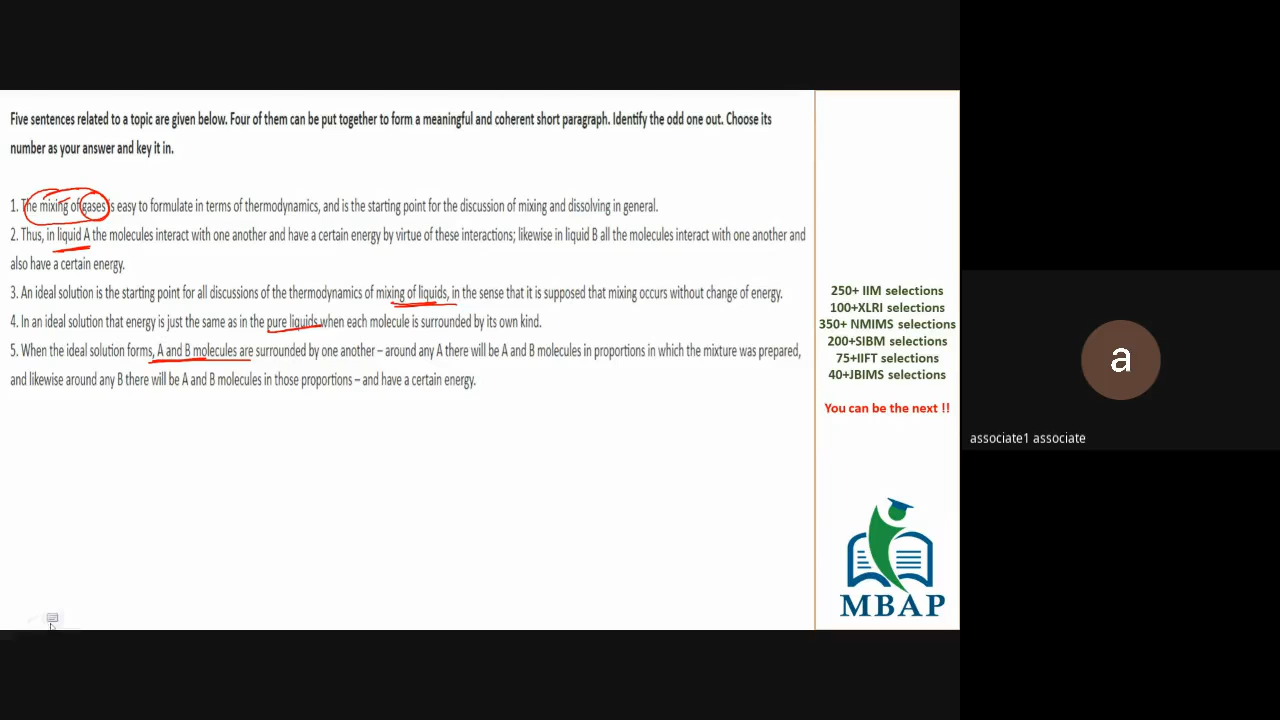 Five sentences related to a topic are given below. Four of them can be put together to form a meaningful and coherent short paragraph. Identify the odd one out. Choose its
number as your answer and key it in.
1. The mixing of gases is easy to formulate in terms of thermodynamics, and is the starting point for the discussion of mixing and dissolving in general.
2. Thus, in liquid A the molecules interact with one another and have a certain energy by virtue of these interactions; likewise in liquid B all the molecules interact with one another and
also have a certain energy.
3. An ideal solution is the starting point for all discussions of the thermodynamics of mixing of liquids, in the sense that it is supposed that mixing occurs without change of energy.
4. In an ideal solution that energy is just the same as in the pure liquids when each molecule is surrounded by its own kind.
5. When the ideal solution forms, A and B molecules are surrounded by one another – around any A there will be A and B molecules in proportions in which the mixture was prepared,
and likewise around any B there will be A and B molecules in those proportions – and have a certain energy.
250+ IIM selections
100+XLRI selections
350+ NMIMS selections
200+SIBM selections
75+IIFT selections
40+JBIMS selections
You can be the next !!
MBAP
a
associate1 associate